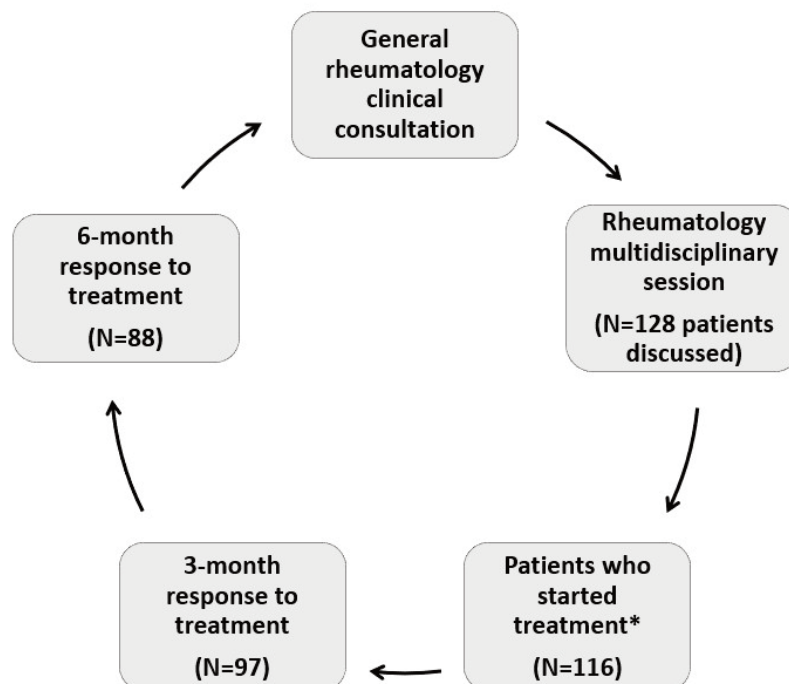 General
rheumatology
clinical
consultation
Rheumatology
multidisciplinary
session
(N=128 patients
discussed)
Patients who
started
treatment*
(N=116)
3-month
response to
treatment
(N=97)
6-month
response to
treatment
(N=88)